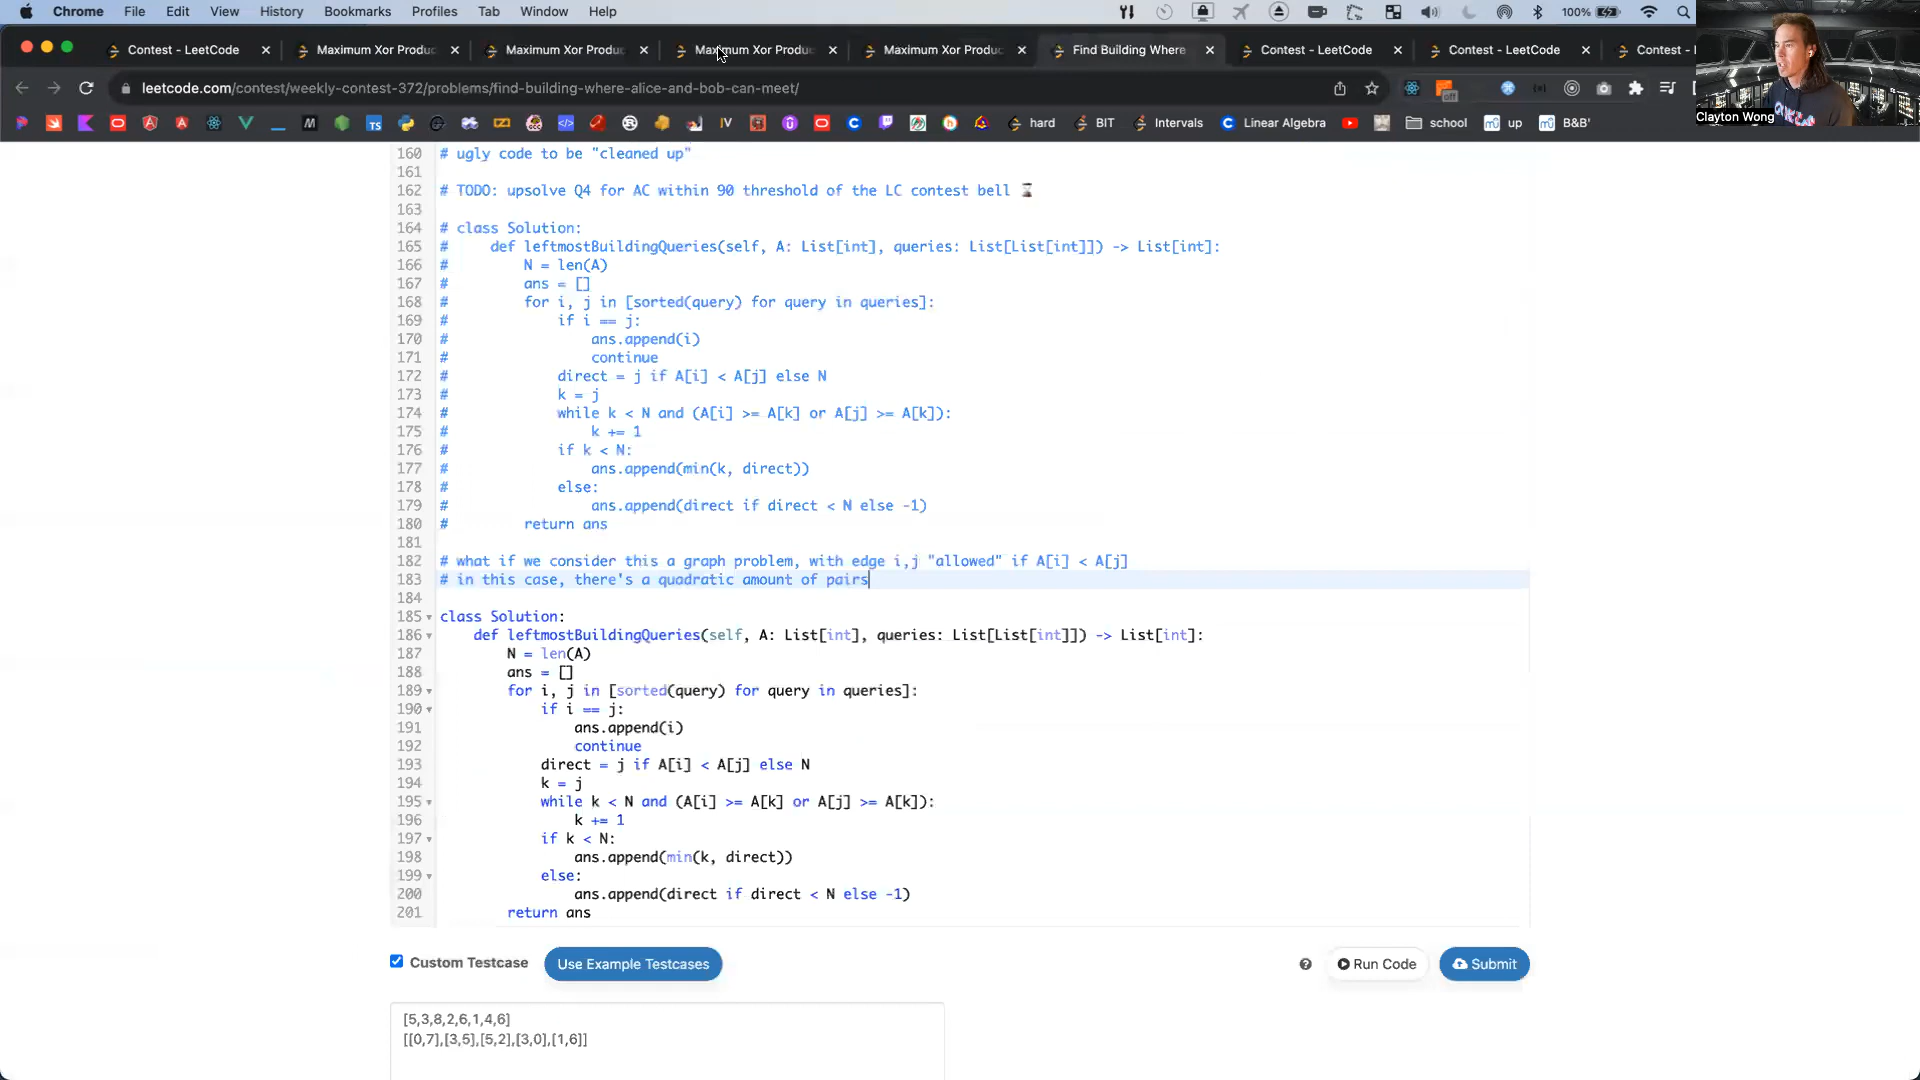 Chrome File Edit View History Bookmarks Profiles Tab Window Help 100%
Contest - LeetCode Maximum Xor Produc Maximum Xor Produc Maximum Xor Produc Maximum Xor Produc Find Building Where Contest - LeetCode Contest - LeetCode Contest - L
leetcode.com/contest/weekly-contest-372/problems/find-building-where-alice-and-bob-can-meet/
off
Clayton Wong
TS IV hard BIT Intervals Linear Algebra school up B&B'
160 # ugly code to be "cleaned up"
161
162 # TODO: upsolve Q4 for AC within 90 threshold of the LC contest bell ⌛
163
164 # class Solution:
165 #     def leftmostBuildingQueries(self, A: List[int], queries: List[List[int]]) -> List[int]:
166 #         N = len(A)
167 #         ans = []
168 #         for i, j in [sorted(query) for query in queries]:
169 #             if i == j:
170 #                 ans.append(i)
171 #                 continue
172 #             direct = j if A[i] < A[j] else N
173 #             k = j
174 #             while k < N and (A[i] >= A[k] or A[j] >= A[k]):
175 #                 k += 1
176 #             if k < N:
177 #                 ans.append(min(k, direct))
178 #             else:
179 #                 ans.append(direct if direct < N else -1)
180 #         return ans
181
182 # what if we consider this a graph problem, with edge i,j "allowed" if A[i] < A[j]
183 # in this case, there's a quadratic amount of pairs
184
185 class Solution:
186     def leftmostBuildingQueries(self, A: List[int], queries: List[List[int]]) -> List[int]:
187         N = len(A)
188         ans = []
189         for i, j in [sorted(query) for query in queries]:
190             if i == j:
191                 ans.append(i)
192                 continue
193             direct = j if A[i] < A[j] else N
194             k = j
195             while k < N and (A[i] >= A[k] or A[j] >= A[k]):
196                 k += 1
197             if k < N:
198                 ans.append(min(k, direct))
199             else:
200                 ans.append(direct if direct < N else -1)
201         return ans
Custom Testcase Use Example Testcases ? Run Code Submit
[5,3,8,2,6,1,4,6]
[[0,7],[3,5],[5,2],[3,0],[1,6]]